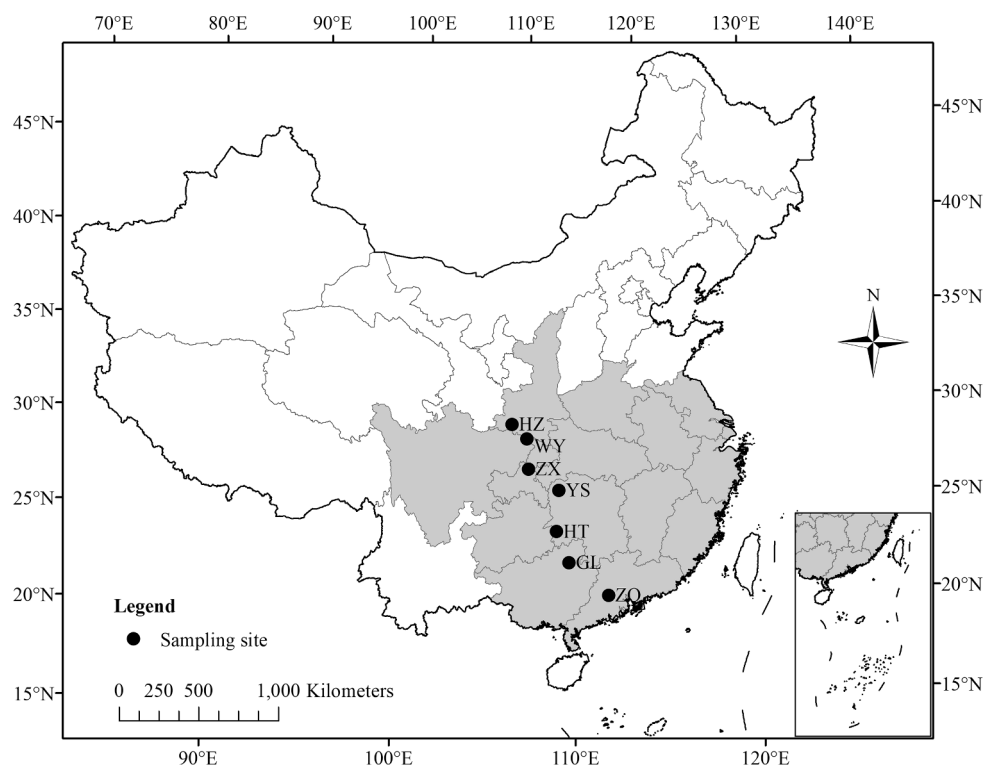 70°E 80°E 90°E 100°E 110°E 120°E 130°E 140°E
45°N 45°N
40°N 40°N
35°N 35°N
N
30°N 30°N
HZ
WY
ZX
25°N 25°N
YS
HT
GL
20°N 20°N
ZQ
Legend
Sampling site
0 250 500 1,000 Kilometers
15°N 15°N
90°E 100°E 110°E 120°E